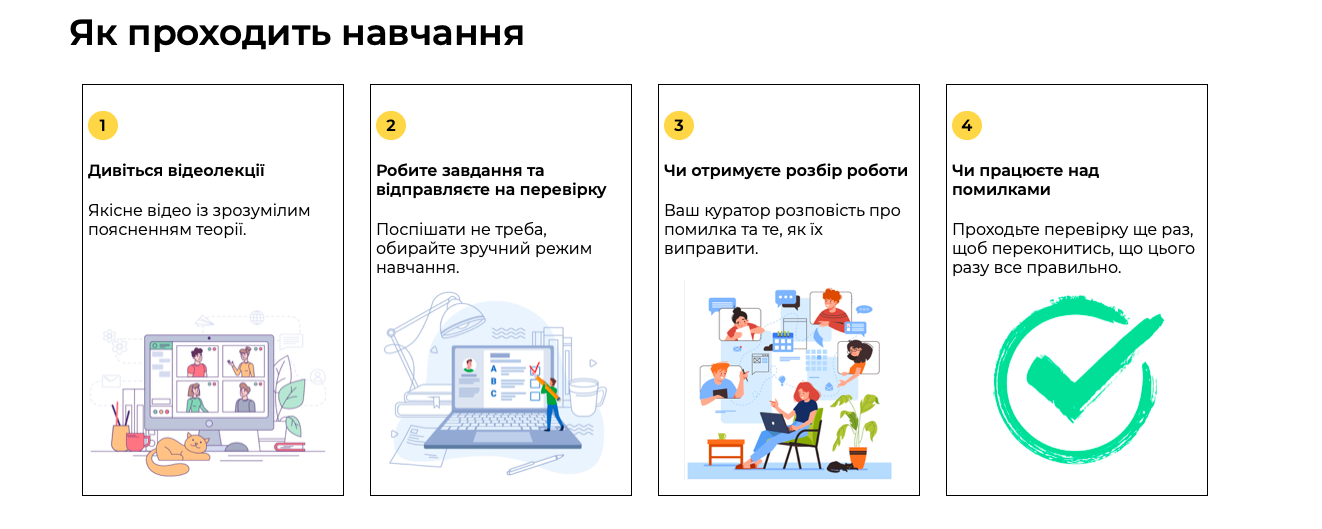 Як проходить навчання
1
Дивіться відеолекції
Якісне відео із зрозумілим
поясненням теорії.
2
Робите завдання та
відправляєте на перевірку
Поспішати не треба,
обирайте зручний режим
навчання.
A
B
C
3
Чи отримуєте розбір роботи
Ваш куратор розповість про
помилка та те, як їх
виправити.
4
Чи працюєте над
помилками
Проходьте перевірку ще раз,
щоб переконитись, що цього
разу все правильно.